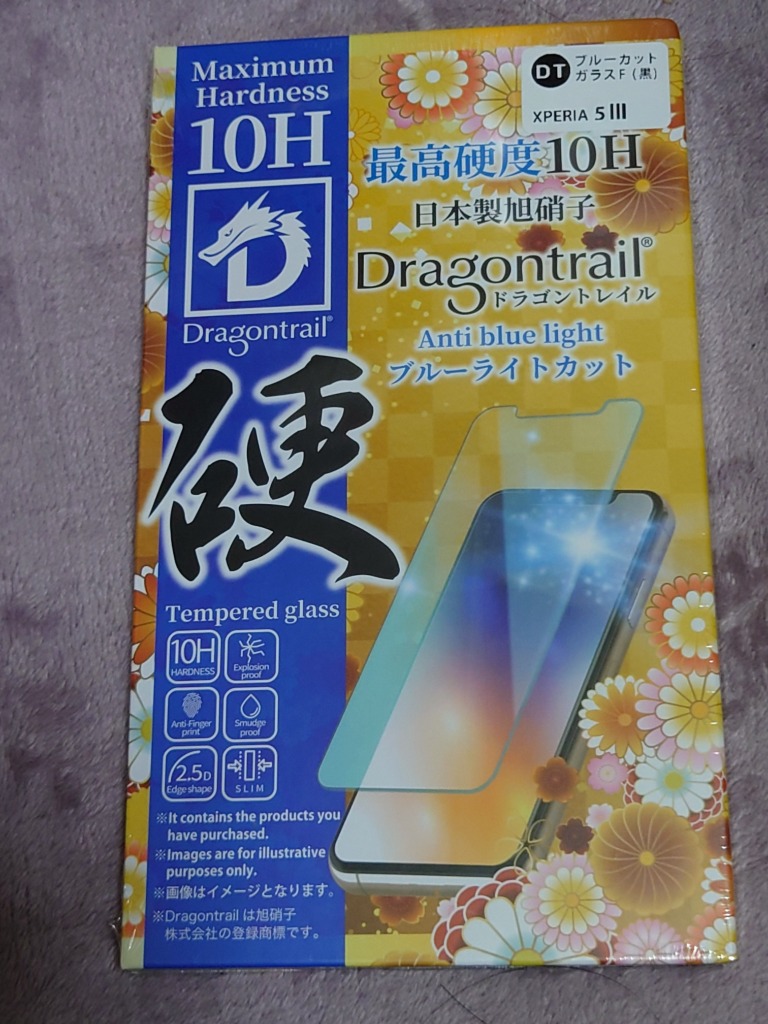 Maximum
Hardness
10H
D
Dragontrail®
硬
Tempered glass
10H
HARDNESS
Explosion
proof
Anti-Finger
print
Smudge
proof
2.5D
Edge shape
SLIM
※It contains the products you
have purchased.
※Images are for illustrative
purposes only.
※画像はイメージとなります。
※Dragontrail は旭硝子
株式会社の登録商標です。
DT ブルーカット
ガラスF(黒)
XPERIA 5 III
最高硬度10H
日本製旭硝子
Dragontrail®
ドラゴントレイル
Anti blue light
ブルーライトカット